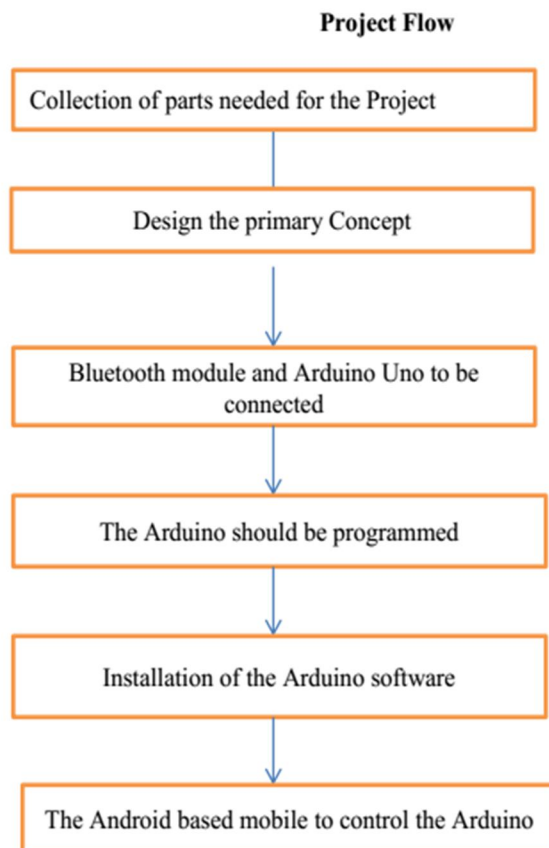 Project Flow
Collection of parts needed for the Project
Design the primary Concept
Bluetooth module and Arduino Uno to be
connected
The Arduino should be programmed
Installation of the Arduino software
The Android based mobile to control the Arduino